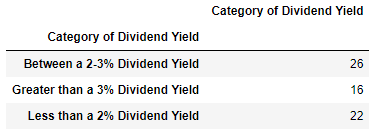 Category of Dividend Yield
Category of Dividend Yield
Between a 2-3% Dividend Yield 26
Greater than a 3% Dividend Yield 16
Less than a 2% Dividend Yield 22